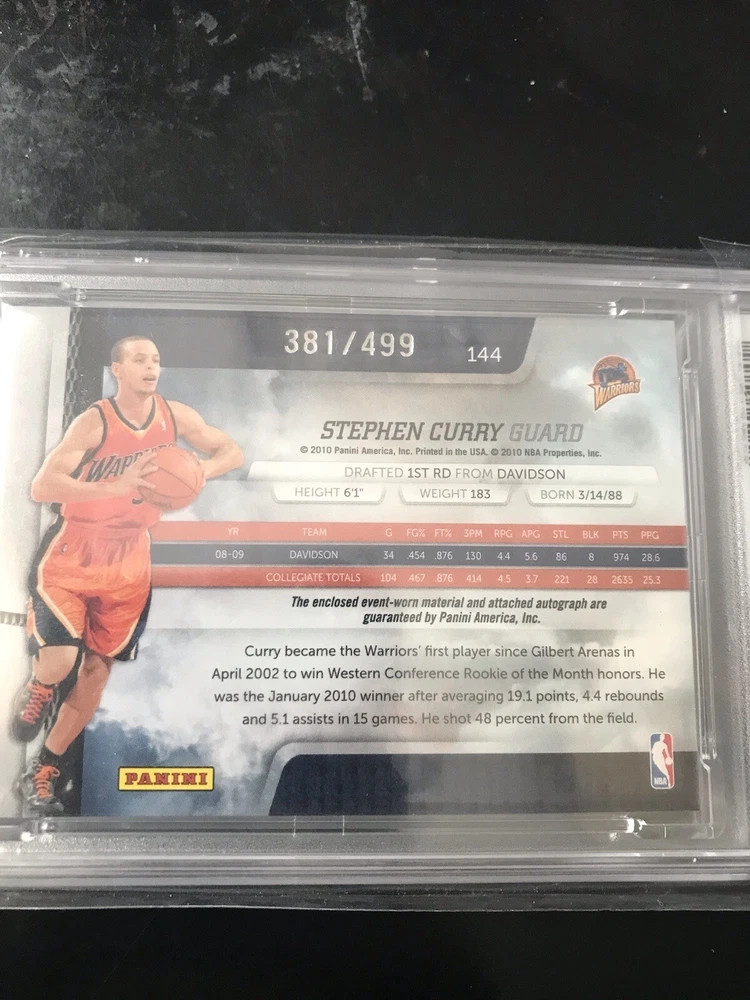 381/499
144
WARRIORS
STEPHEN CURRY GUARD
© 2010 Panini America, Inc. Printed in the USA. © 2010 NBA Properties, Inc.
DRAFTED 1ST RD FROM DAVIDSON
HEIGHT 6'1" WEIGHT 183 BORN 3/14/88
YR TEAM G FG% FT% 3PM RPG APG STL BLK PTS PPG
08-09 DAVIDSON 34 .454 .876 130 4.4 5.6 86 8 974 28.6
COLLEGIATE TOTALS 104 .467 .876 414 4.5 3.7 221 28 2635 25.3
The enclosed event-worn material and attached autograph are
guaranteed by Panini America, Inc.
Curry became the Warriors' first player since Gilbert Arenas in
April 2002 to win Western Conference Rookie of the Month honors. He
was the January 2010 winner after averaging 19.1 points, 4.4 rebounds
and 5.1 assists in 15 games. He shot 48 percent from the field.
PANINI
NBA